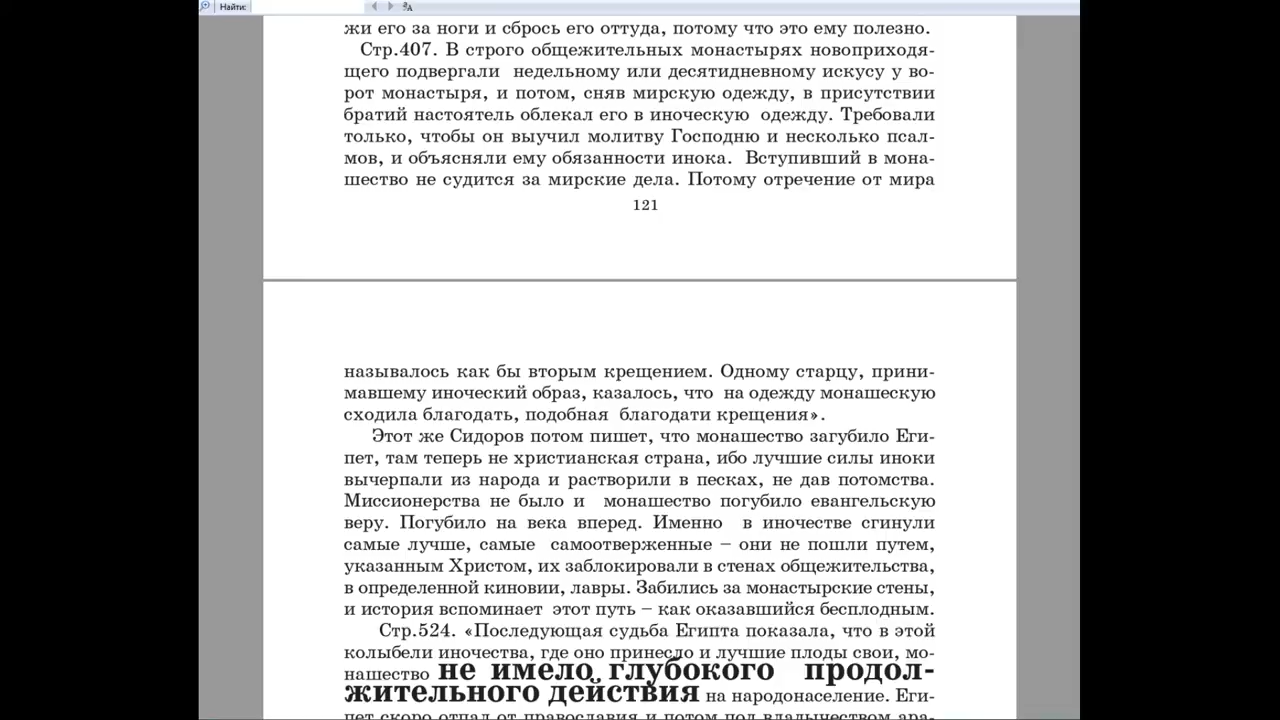 Найти:
жи его за ноги и сбрось его оттуда, потому что это ему полезно.
Стр.407. В строго общежительных монастырях новоприходя-
щего подвергали недельному или десятидневному искусу у во-
рот монастыря, и потом, сняв мирскую одежду, в присутствии
братий настоятель облекал его в иноческую одежду. Требовали
только, чтобы он выучил молитву Господню и несколько псал-
мов, и объясняли ему обязанности инока. Вступивший в мона-
шество не судится за мирские дела. Потому отречение от мира
121
называлось как бы вторым крещением. Одному старцу, прини-
мавшему иноческий образ, казалось, что на одежду монашескую
сходила благодать, подобная благодати крещения».
Этот же Сидоров потом пишет, что монашество загубило Еги-
пет, там теперь не христианская страна, ибо лучшие силы иноки
вычерпали из народа и растворили в песках, не дав потомства.
Миссионерства не было и монашество погубило евангельскую
веру. Погубило на века вперед. Именно в иночестве сгинули
самые лучше, самые самоотверженные – они не пошли путем,
указанным Христом, их заблокировали в стенах общежительства,
в определенной киновии, лавры. Забились за монастырские стены,
и история вспоминает этот путь – как оказавшийся бесплодным.
Стр.524. «Последующая судьба Египта показала, что в этой
колыбели иночества, где оно принесло и лучшие плоды свои, мо-
нашество не имело глубокого продол-
жительного действия на народонаселение. Еги-
пет скоро отпал от православия и потом под владычеством ара-